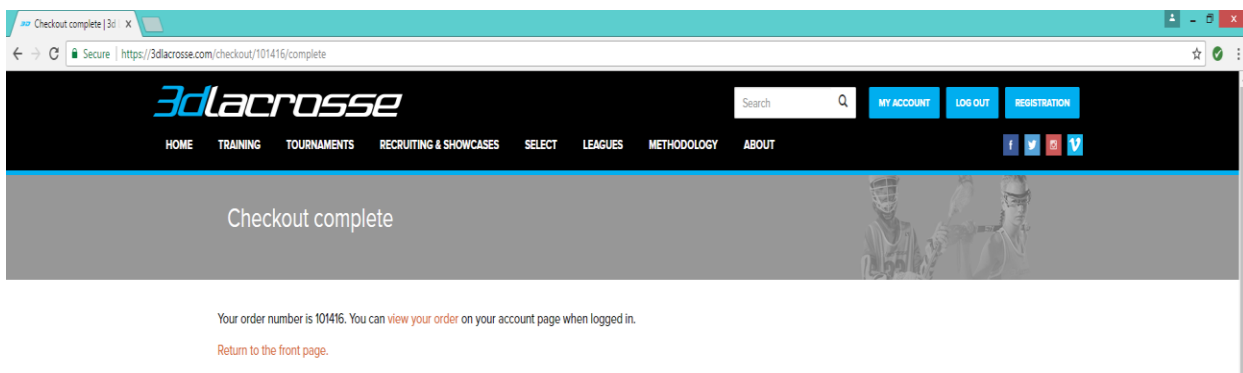 Checkout complete | 3d
Secure | https://3dlacrosse.com/checkout/101416/complete
3dlacrosse
Search
MY ACCOUNT
LOG OUT
REGISTRATION
HOME TRAINING TOURNAMENTS RECRUITING & SHOWCASES SELECT LEAGUES METHODOLOGY ABOUT
Checkout complete
Your order number is 101416. You can view your order on your account page when logged in.
Return to the front page.